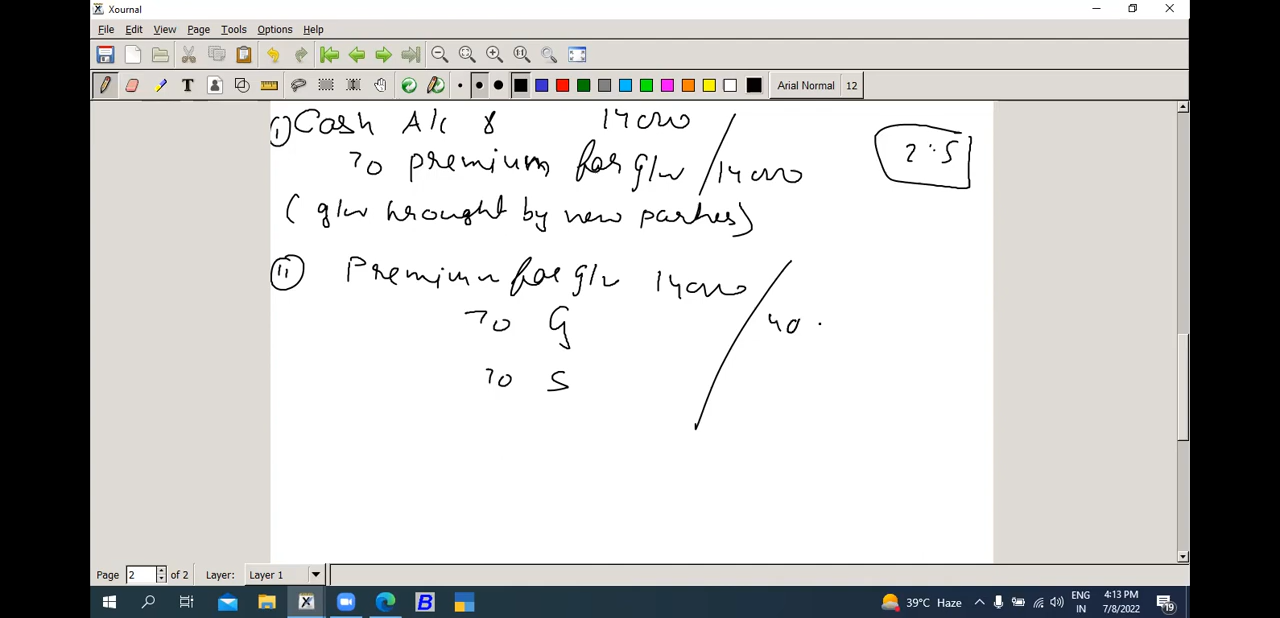 Xournal
File Edit View Page Tools Options Help
Arial Normal 12
I) Cash A/c 8 14000
To premium for g/w 14000
2:5
(g/w brought by new partner)
II Premium for g/w 14000
To G 40
To S
Page 2 of 2 Layer: Layer 1
39°C Haze
ENG IN
4:13 PM
7/8/2022
19